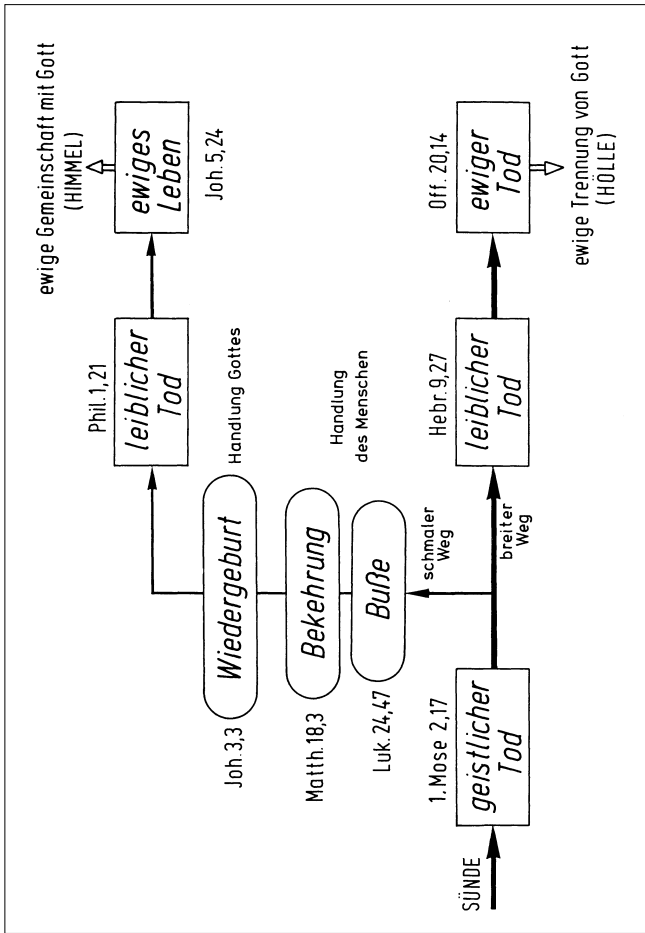 ewige Gemeinschaft mit Gott
(HIMMEL)
Phil. 1,21
leiblicher
Tod
ewiges
Leben
Joh. 5,24
Joh. 3,3
Wiedergeburt
Handlung Gottes
Matth. 18,3
Bekehrung
Handlung
des Menschen
Luk. 24,47
Buße
schmaler
Weg
breiter
Weg
SÜNDE
1. Mose 2,17
geistlicher
Tod
Hebr. 9,27
leiblicher
Tod
Off. 20,14
ewiger
Tod
ewige Trennung von Gott
(HÖLLE)